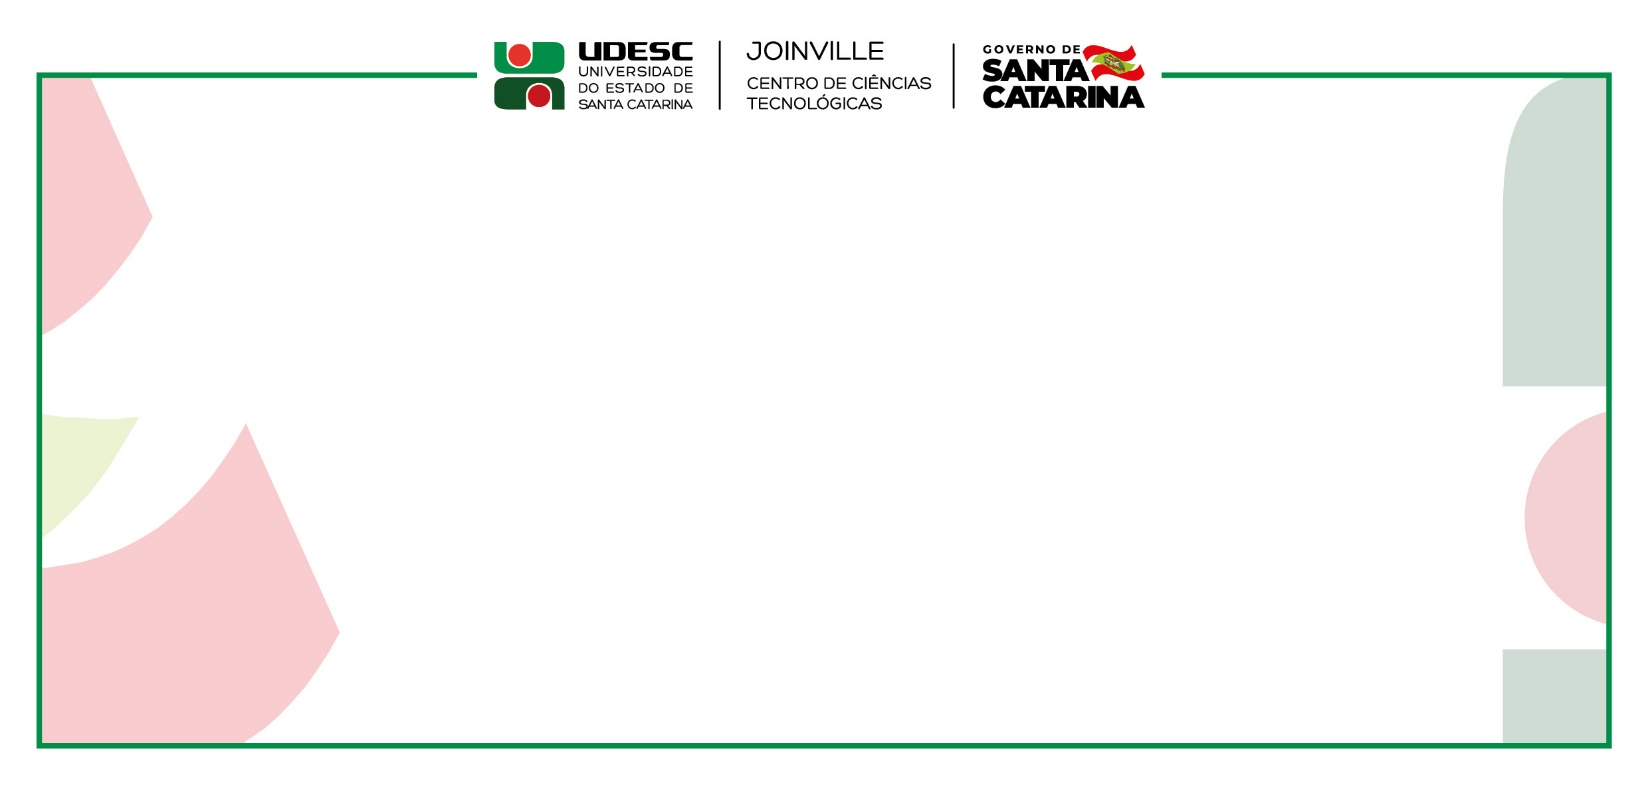 UDESC
UNIVERSIDADE
DO ESTADO DE
SANTA CATARINA
JOINVILLE
CENTRO DE CIÊNCIAS
TECNOLÓGICAS
GOVERNO DE
SANTA
CATARINA